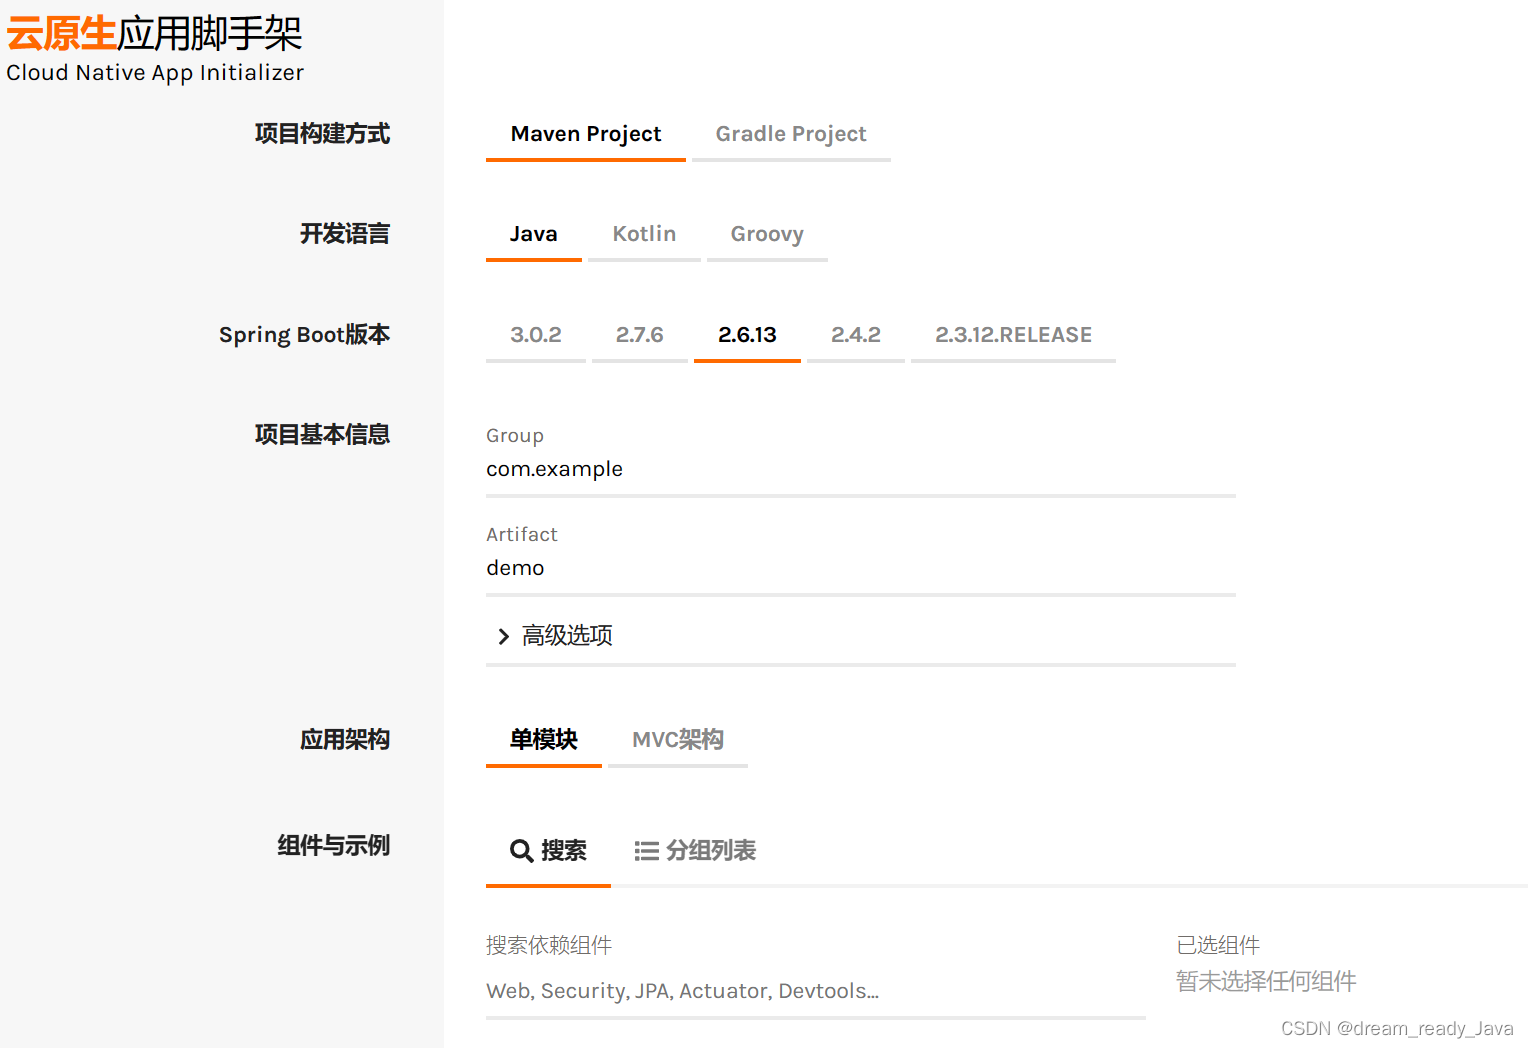 云原生应用脚手架
Cloud Native App Initializer
项目构建方式
Maven Project
Gradle Project
开发语言
Java
Kotlin
Groovy
Spring Boot版本
3.0.2
2.7.6
2.6.13
2.4.2
2.3.12.RELEASE
项目基本信息
Group
com.example
Artifact
demo
高级选项
应用架构
单模块
MVC架构
组件与示例
搜索
分组列表
搜索依赖组件
已选组件
Web, Security, JPA, Actuator, Devtools...
暂未选择任何组件
CSDN @dream_ready_Java